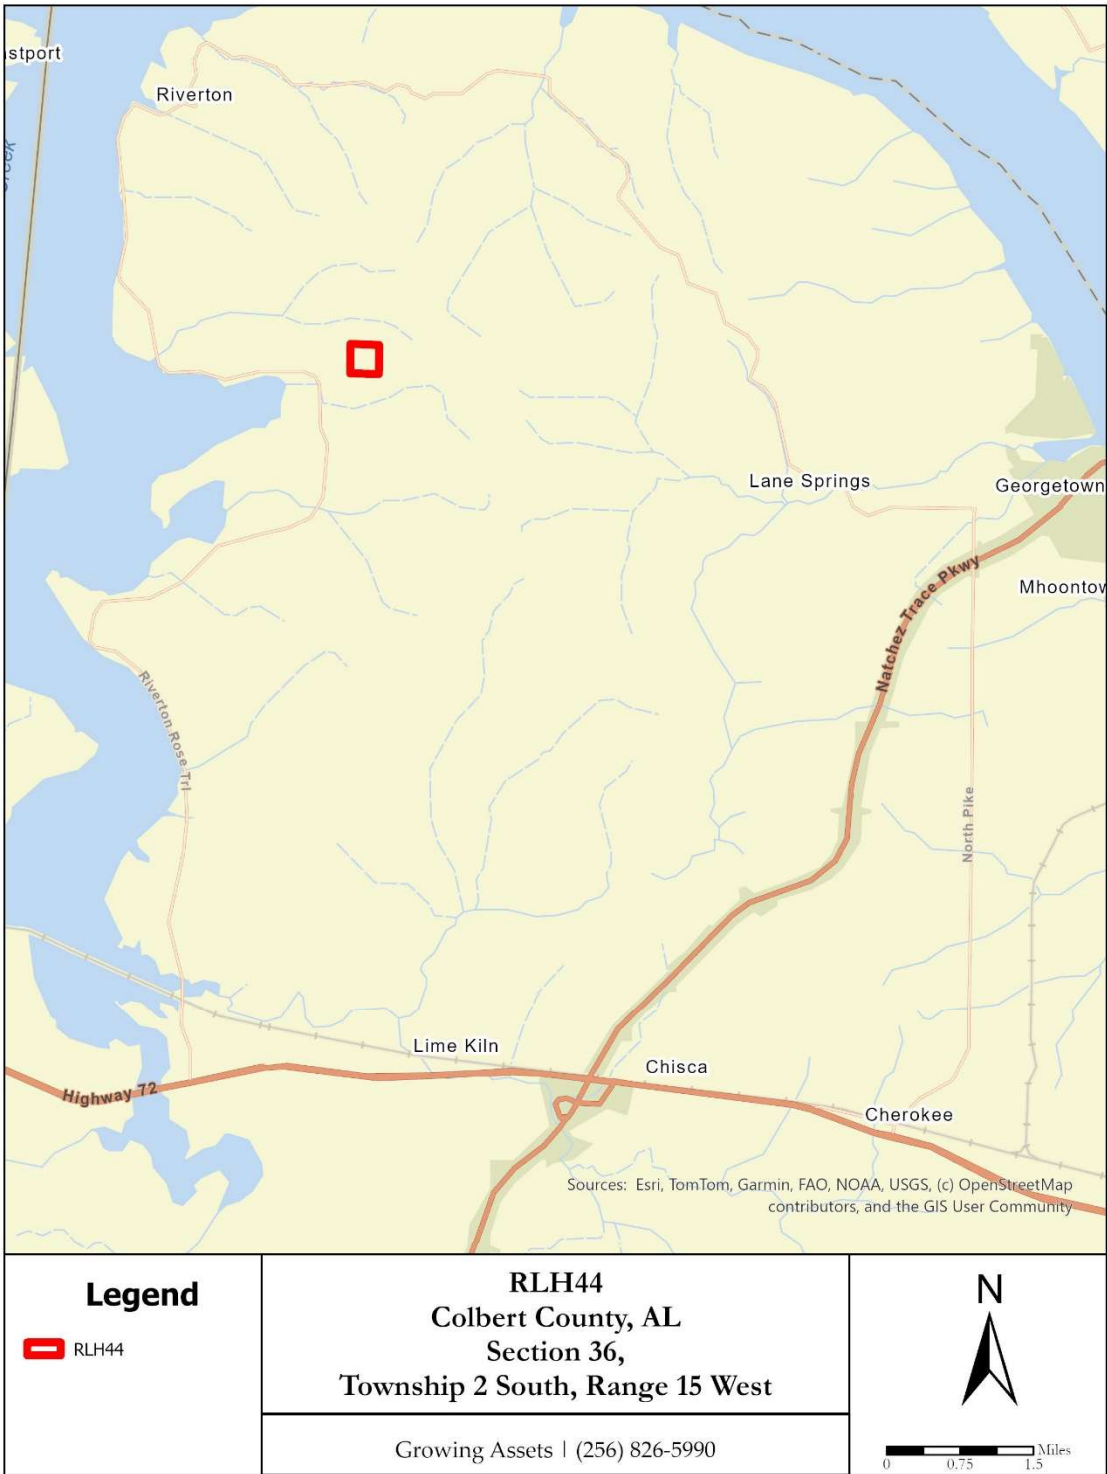 stport
Riverton
Creek
Lane Springs
Georgetown
Natchez Trace Pkwy
Mhoontow
Riverton Rose Trl
North Pike
Lime Kiln
Chisca
Highway 72
Cherokee
Sources: Esri, TomTom, Garmin, FAO, NOAA, USGS, (c) OpenStreetMap
contributors, and the GIS User Community
Legend
RLH44
RLH44
Colbert County, AL
Section 36,
Township 2 South, Range 15 West
Growing Assets | (256) 826-5990
N
Miles
0 0.75 1.5